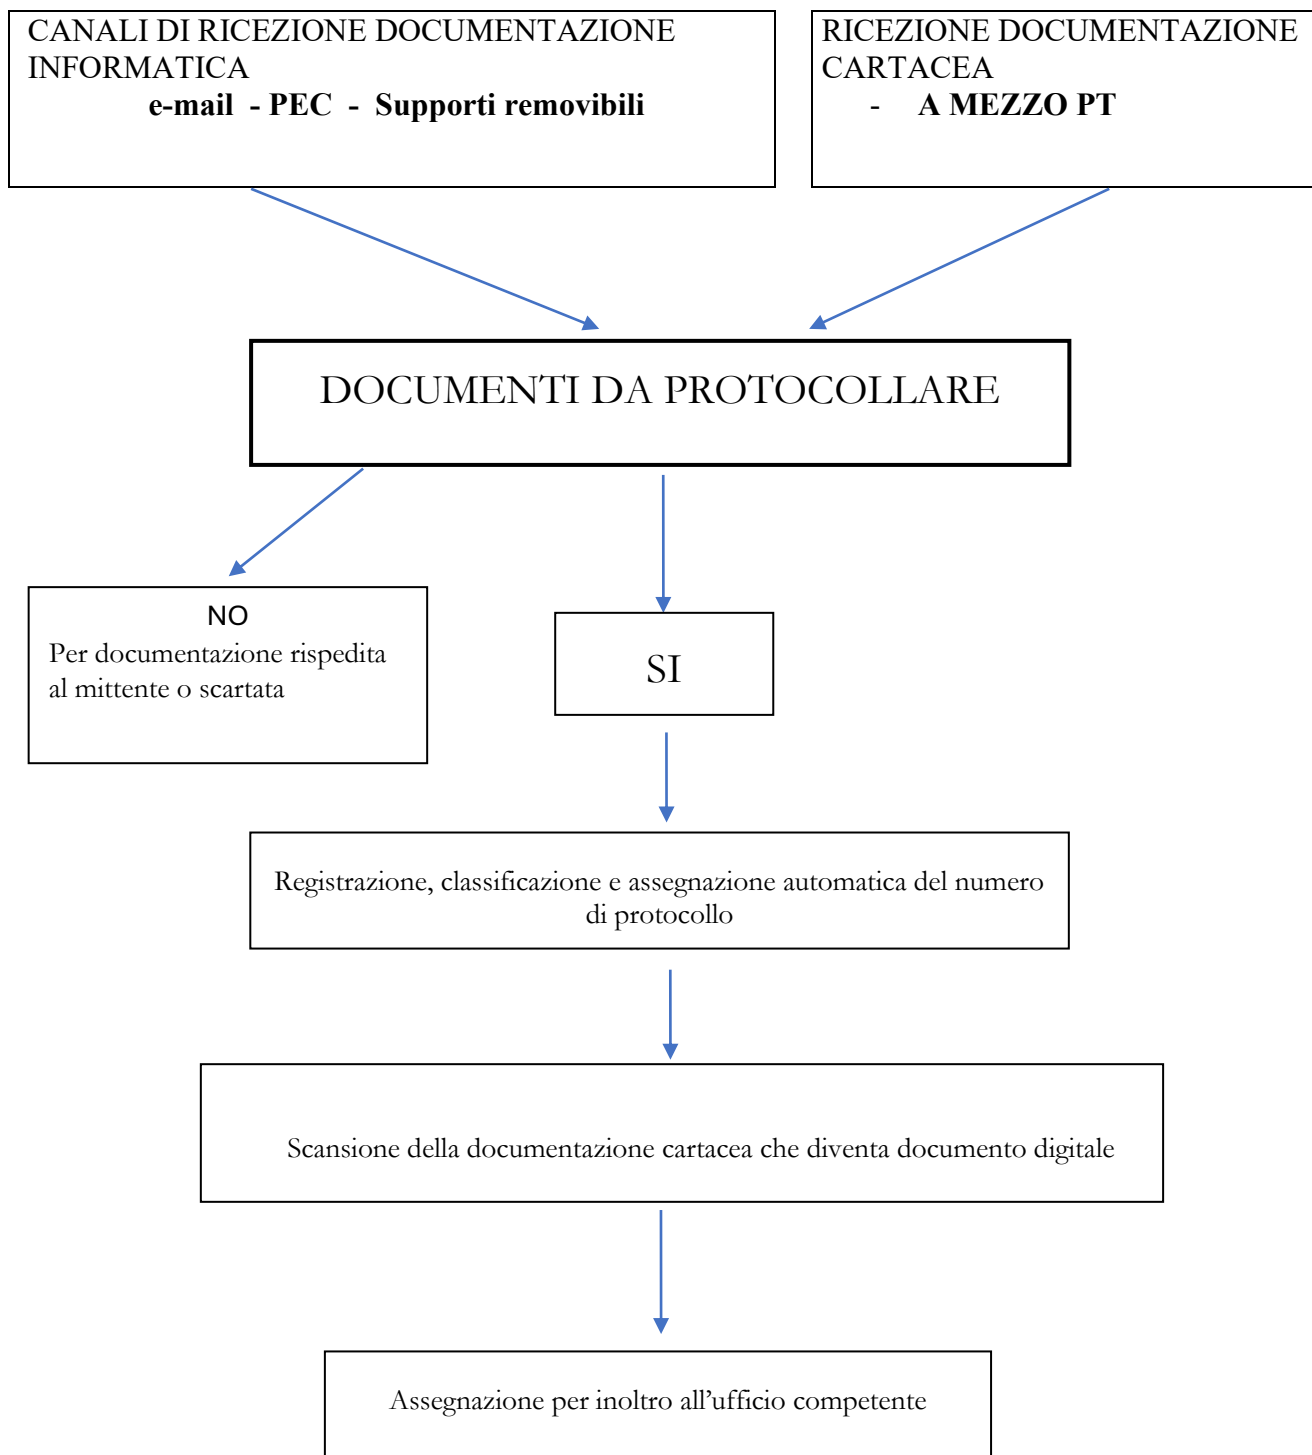 CANALI DI RICEZIONE DOCUMENTAZIONE
INFORMATICA
e-mail - PEC - Supporti removibili
RICEZIONE DOCUMENTAZIONE
CARTACEA
- A MEZZO PT
DOCUMENTI DA PROTOCOLLARE
NO
Per documentazione rispedita
al mittente o scartata
SI
Registrazione, classificazione e assegnazione automatica del numero
di protocollo
Scansione della documentazione cartacea che diventa documento digitale
Assegnazione per inoltro all’ufficio competente